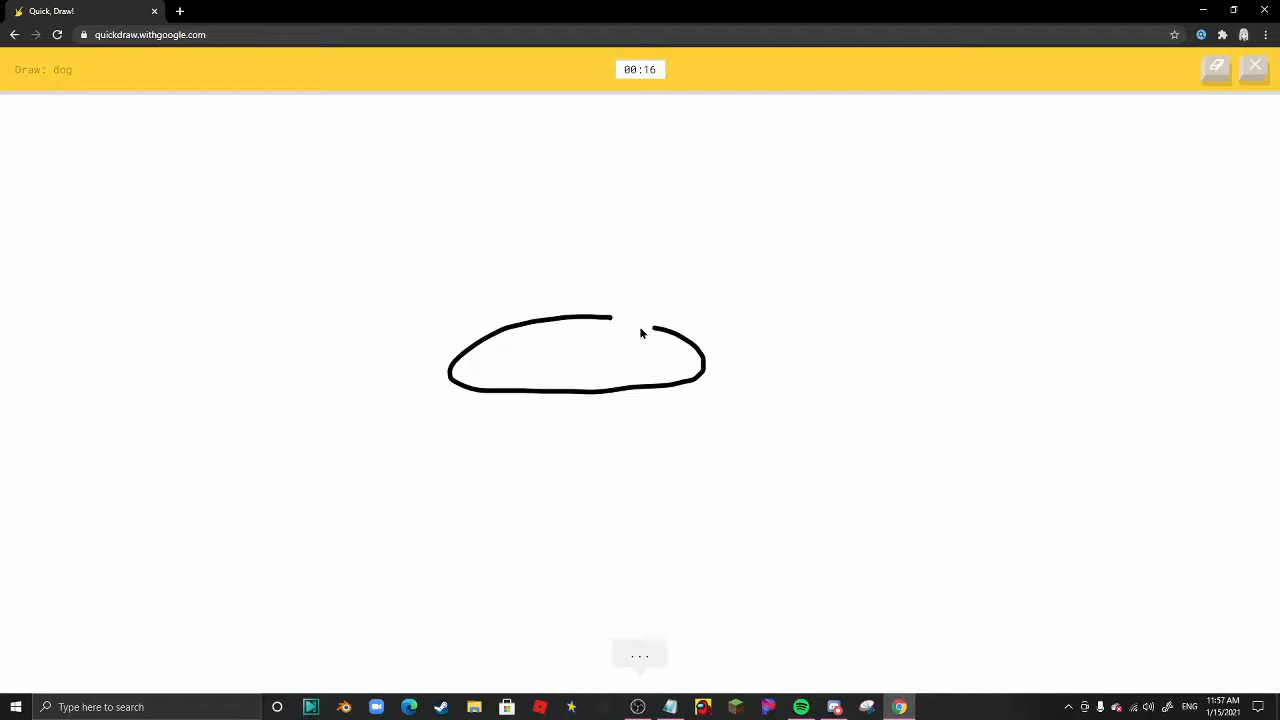 Quick, Draw!
quickdraw.withgoogle.com
Draw: dog
00:16
...
Type here to search
ENG
11:57 AM
1/15/2021